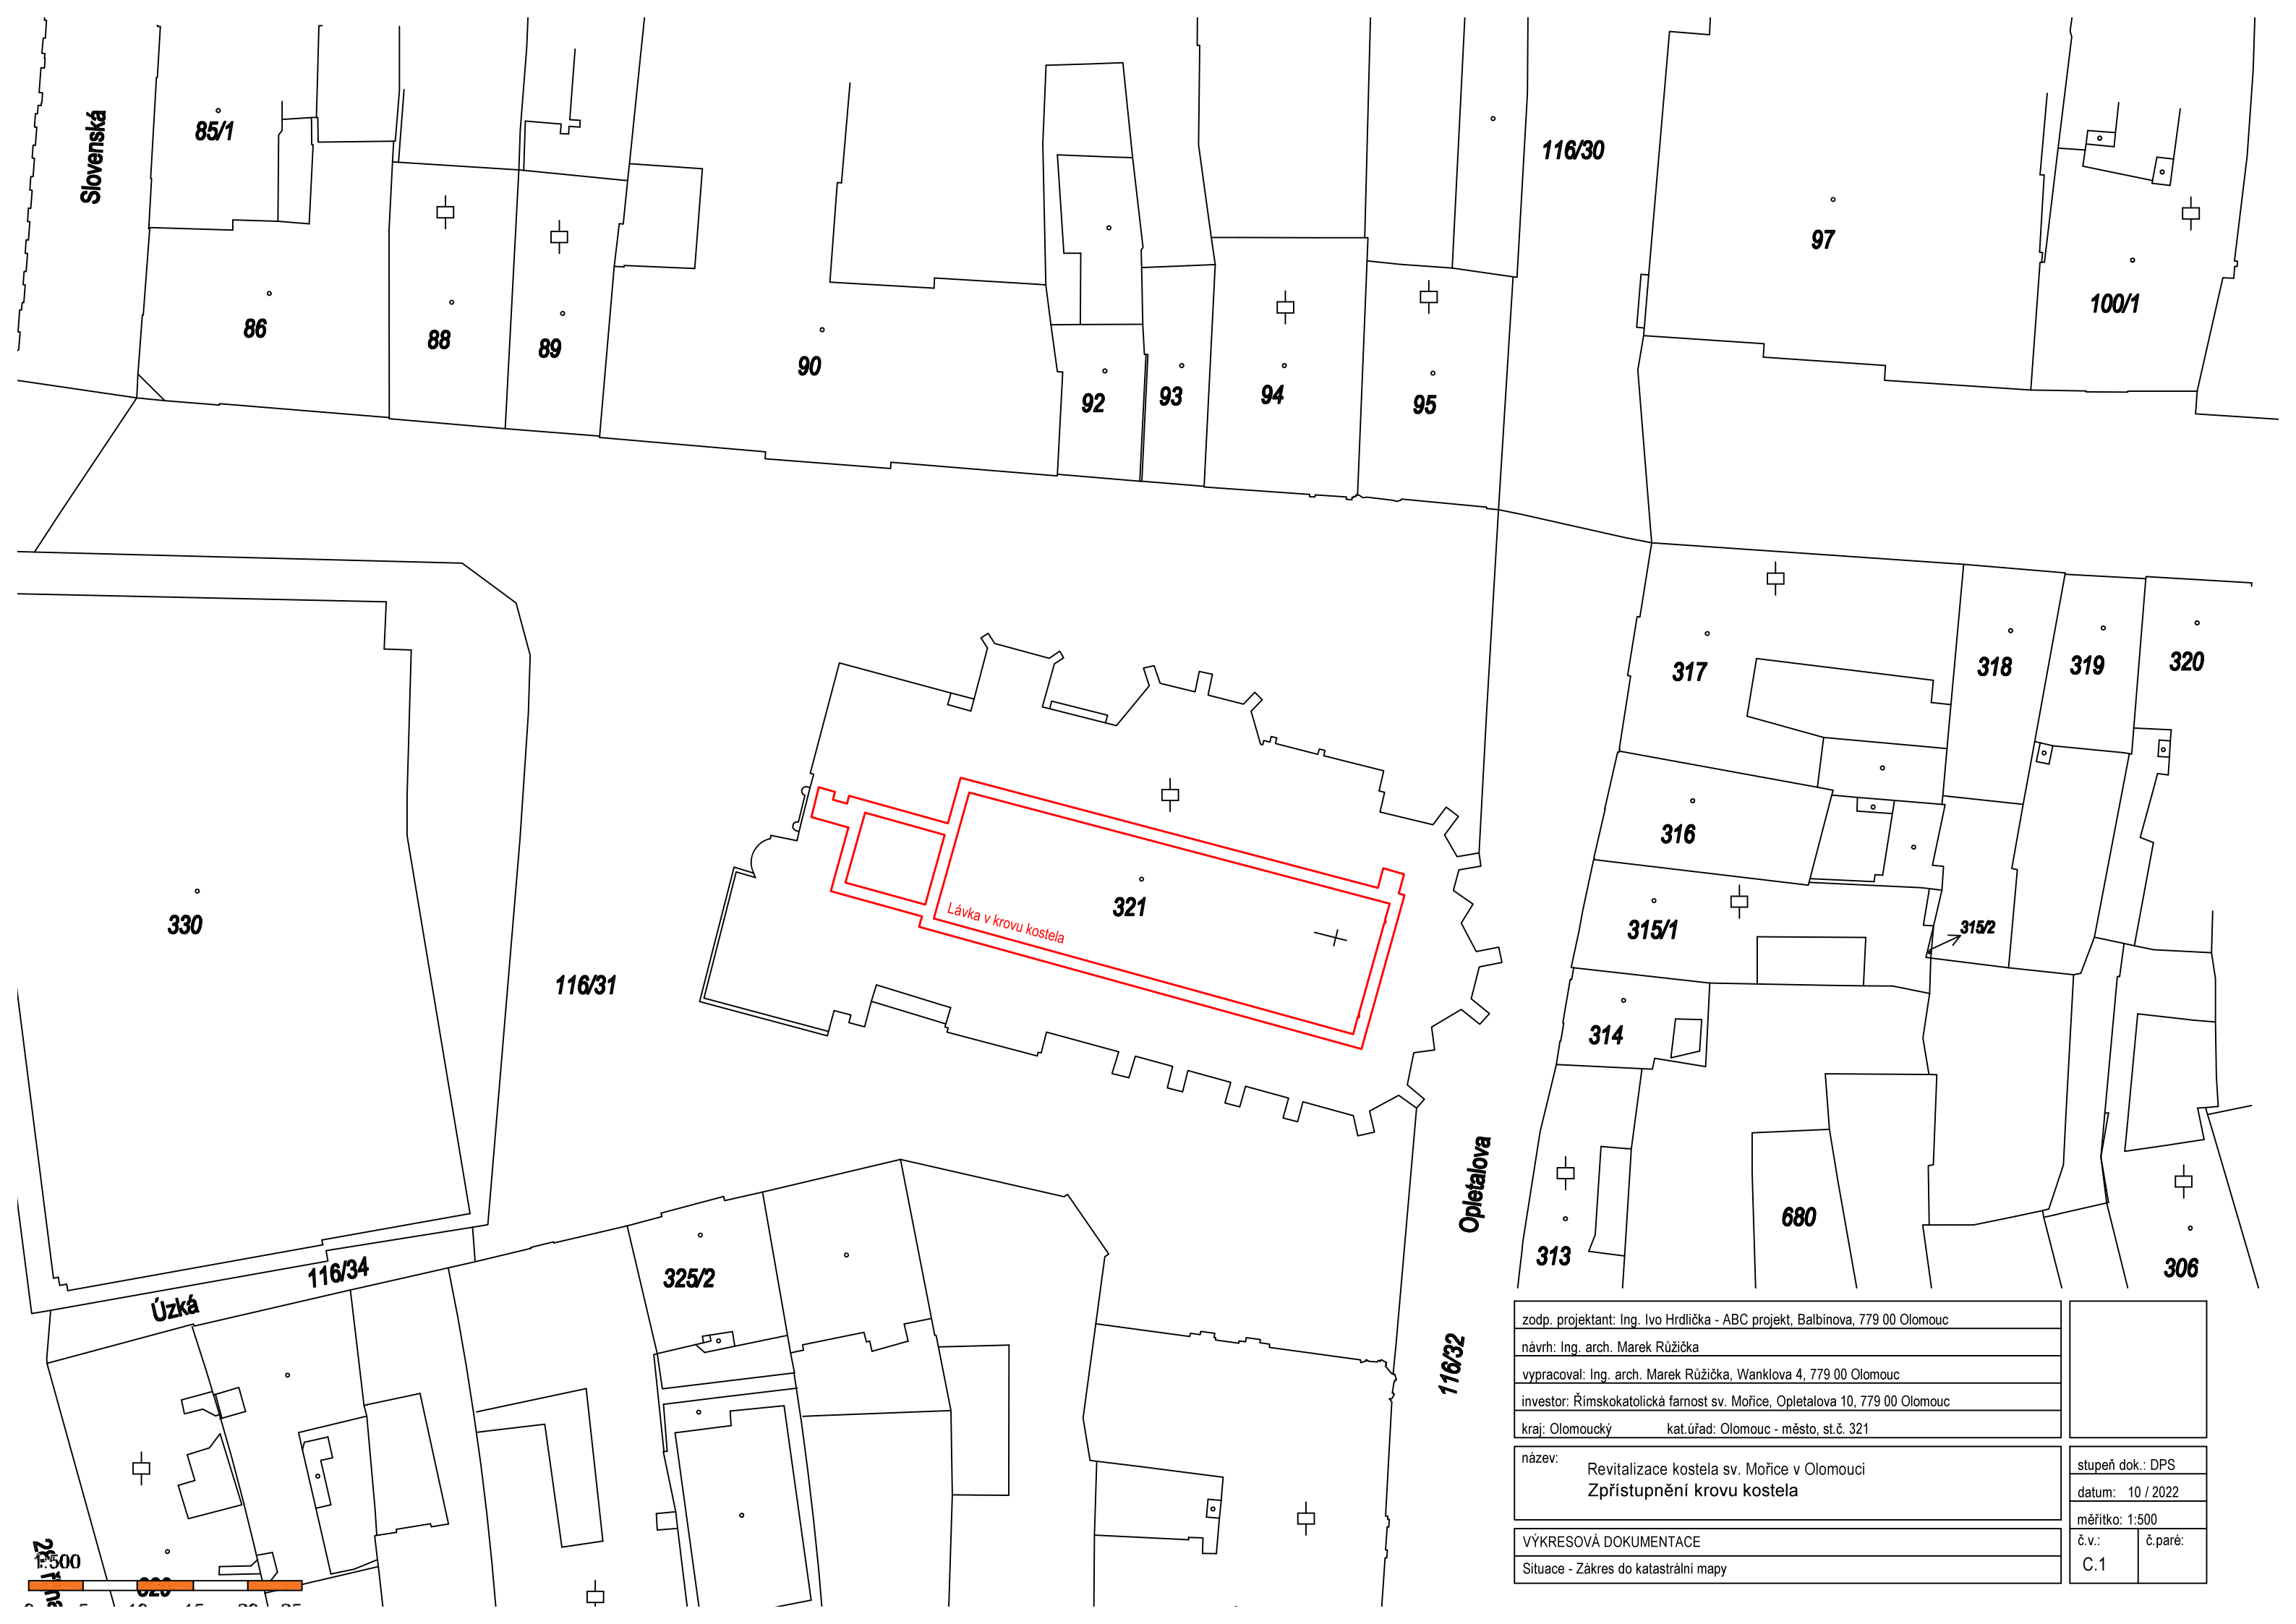 Slovenská
85/1
116/30
97
100/1
86
88
89
90
92
93
94
95
317
318
319
320
316
321
315/1
315/2
330
Lávka v krovu kostela
116/31
314
Opletalova
680
313
306
116/34
325/2
Úzká
116/32
zodp. projektant: Ing. Ivo Hrdlička - ABC projekt, Balbínova, 779 00 Olomouc
návrh: Ing. arch. Marek Růžička
vypracoval: Ing. arch. Marek Růžička, Wanklova 4, 779 00 Olomouc
investor: Římskokatolická farnost sv. Mořice, Opletalova 10, 779 00 Olomouc
kraj: Olomoucký kat.úřad: Olomouc - město, st.č. 321
název:
Revitalizace kostela sv. Mořice v Olomouci
Zpřístupnění krovu kostela
stupeň dok.: DPS
datum: 10 / 2022
měřítko: 1:500
VÝKRESOVÁ DOKUMENTACE
č.v.: č.paré:
C.1
Situace - Zákres do katastrální mapy
1:500